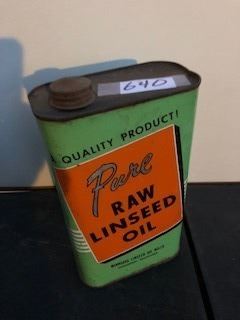 640
QUALITY PRODUCT!
Pure
RAW
LINSEED
OIL